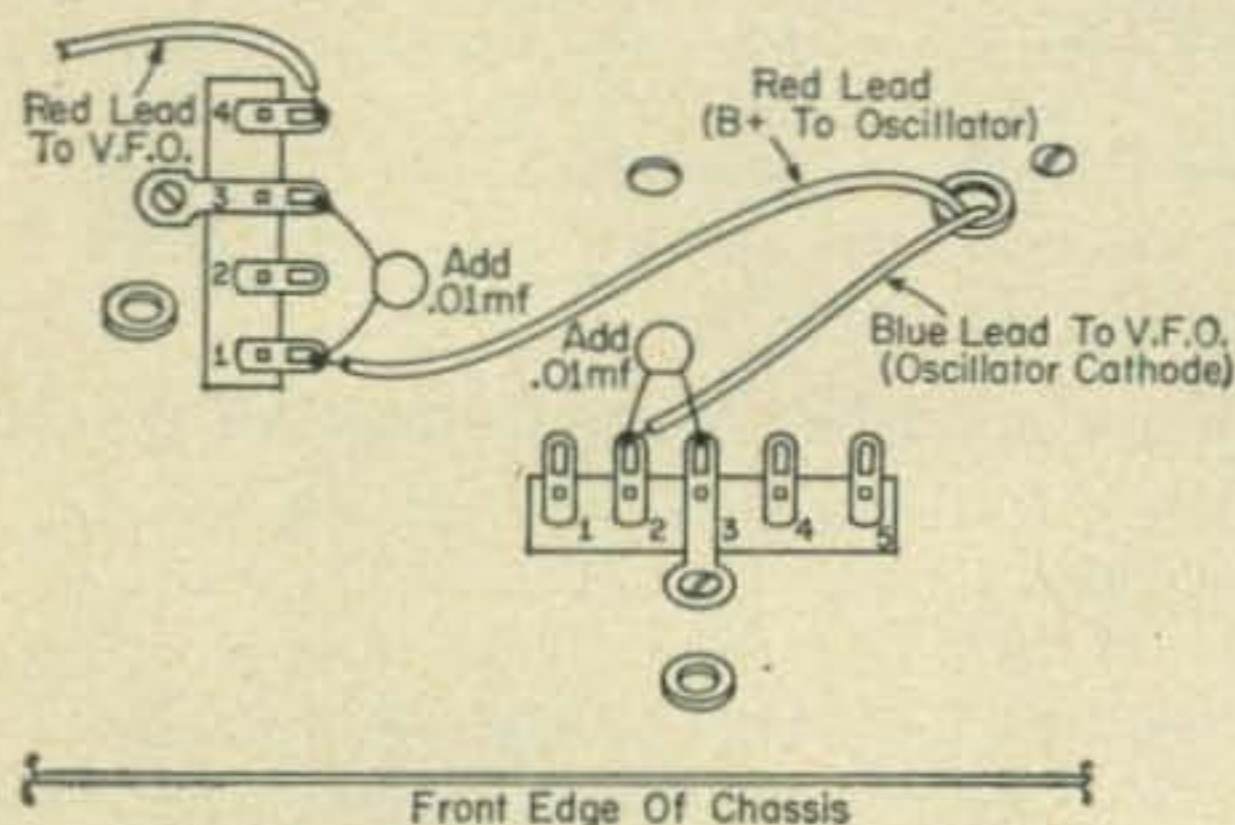 Red Lead
To V.F.O.
4
3
2
1
Add
.01mf
Red Lead
(B+ To Oscillator)
Add
.01mf
Blue Lead To V.F.O.
(Oscillator Cathode)
1 2 3 4 5
Front Edge Of Chassis